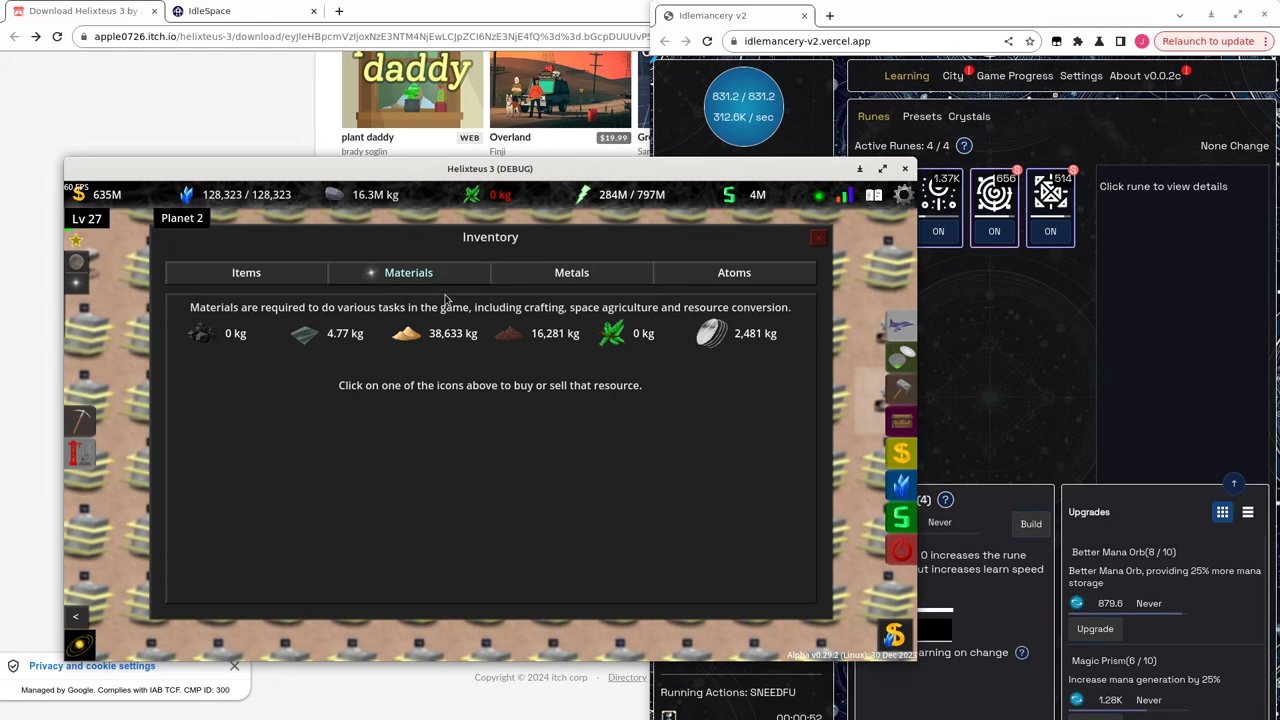 Download Helixteus 3 by
IdleSpace
Idlemancery v2
apple0726.itch.io/helixteus-3/download/eyJleHBpcmVzIjoxNzE3NTM4NjEwLCJpZCI6NzE3NjE4fQ%3d%3d.bGcpDUUUvP5
idlemancery-v2.vercel.app
Relaunch to update
daddy
plant daddy
WEB
brady soglin
Overland
$19.99
Finji
831.2 / 831.2
312.6K / sec
Learning
City
Game Progress
Settings
About v0.0.2c
Runes
Presets
Crystals
Active Runes: 4 / 4
None Change
1.37K
656
514
Click rune to view details
ON
ON
ON
Helixteus 3 (DEBUG)
60 FPS
635M
128,323 / 128,323
16.3M kg
0 kg
284M / 797M
4M
Lv 27
Planet 2
Inventory
Items
Materials
Metals
Atoms
Materials are required to do various tasks in the game, including crafting, space agriculture and resource conversion.
0 kg
4.77 kg
38,633 kg
16,281 kg
0 kg
2,481 kg
Click on one of the icons above to buy or sell that resource.
<
Alpha v0.29.2 (Linux): 30 Dec 2023
(4)
Never
Build
0 increases the rune
ut increases learn speed
arning on change
Upgrades
Better Mana Orb(8 / 10)
Better Mana Orb, providing 25% more mana
storage
879.6
Never
Upgrade
Magic Prism(6 / 10)
Increase mana generation by 25%
1.28K
Never
Privacy and cookie settings
Managed by Google. Complies with IAB TCF. CMP ID: 300
Copyright © 2024 itch corp · Directory
Running Actions: SNEEDFU
00:00:52